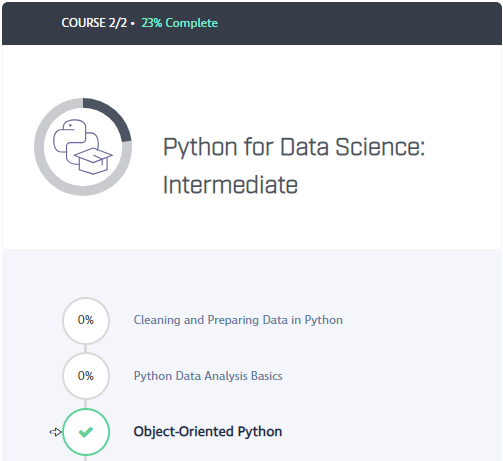 COURSE 2/2 • 23% Complete
Python for Data Science:
Intermediate
0% Cleaning and Preparing Data in Python
0% Python Data Analysis Basics
Object-Oriented Python